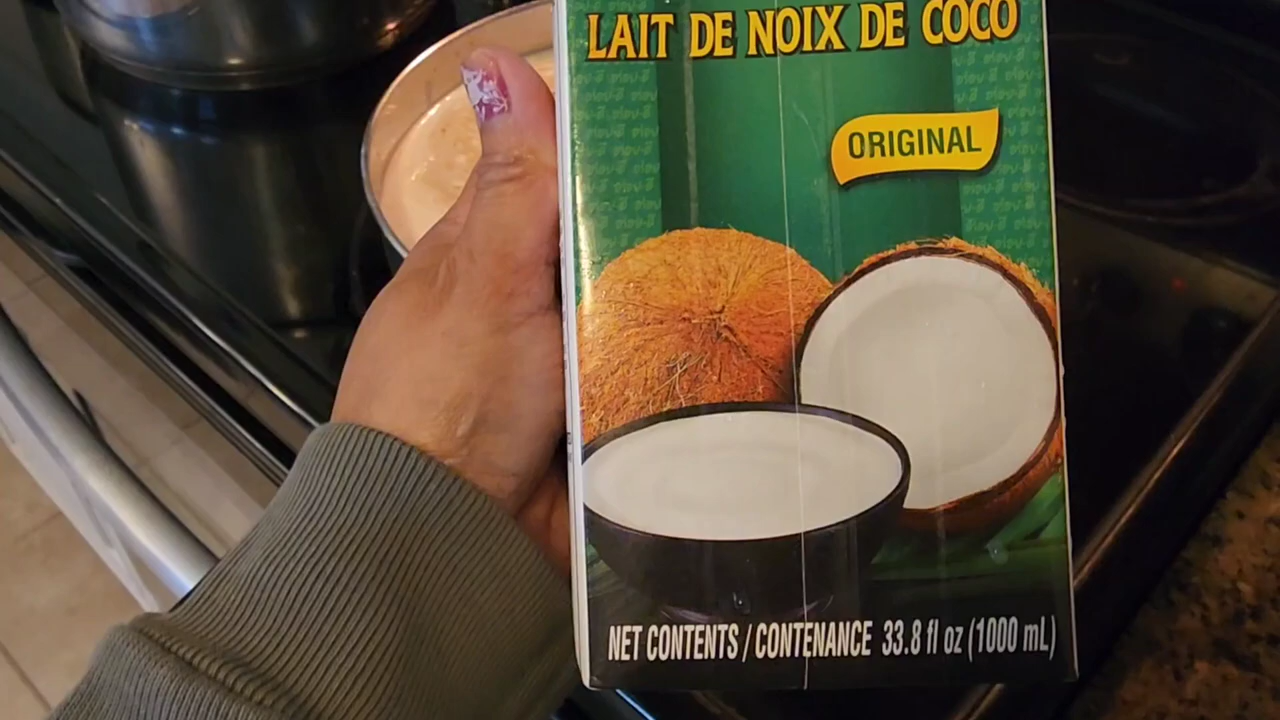 LAIT DE NOIX DE COCO
ORIGINAL
NET CONTENTS / CONTENANCE 33.8 fl oz (1000 mL)